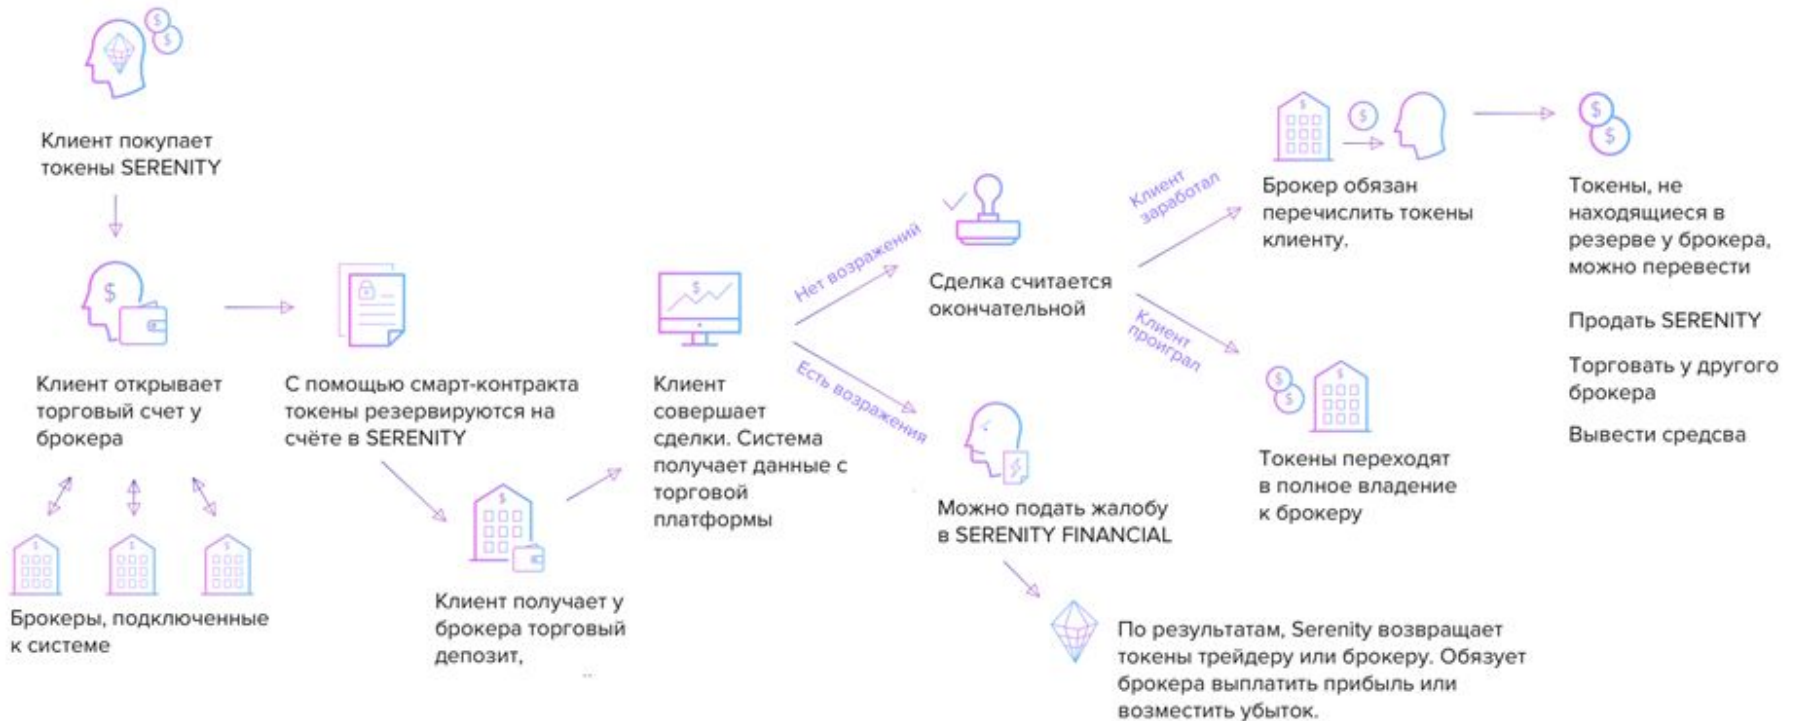 Клиент покупает
токены SERENITY
Клиент открывает
торговый счет у
брокера
Брокеры, подключенные
к системе
С помощью смарт-контракта
токены резервируются на
счёте в SERENITY
Клиент получает у
брокера торговый
депозит,
Клиент
совершает
сделки. Система
получает данные с
торговой
платформы
Нет возражений
Есть возражения
Сделка считается
окончательной
Можно подать жалобу
в SERENITY FINANCIAL
По результатам, Serenity возвращает
токены трейдеру или брокеру. Обязует
брокера выплатить прибыль или
возместить убыток.
Клиент
заработал
Клиент
проиграл
Брокер обязан
перечислить токены
клиенту.
Токены переходят
в полное владение
к брокеру
Токены, не
находящиеся в
резерве у брокера,
можно перевести
Продать SERENITY
Торговать у другого
брокера
Вывести средсва